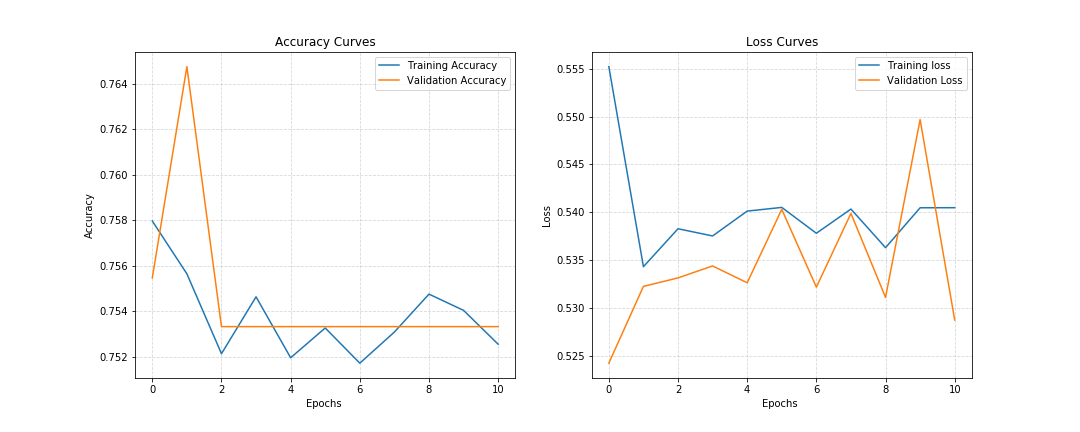 Accuracy Curves
Training Accuracy
Validation Accuracy
0.764
0.762
0.760
0.758
0.756
0.754
0.752
Accuracy
0 2 4 6 8 10
Epochs
Loss Curves
Training loss
Validation Loss
0.555
0.550
0.545
0.540
0.535
0.530
0.525
Loss
0 2 4 6 8 10
Epochs